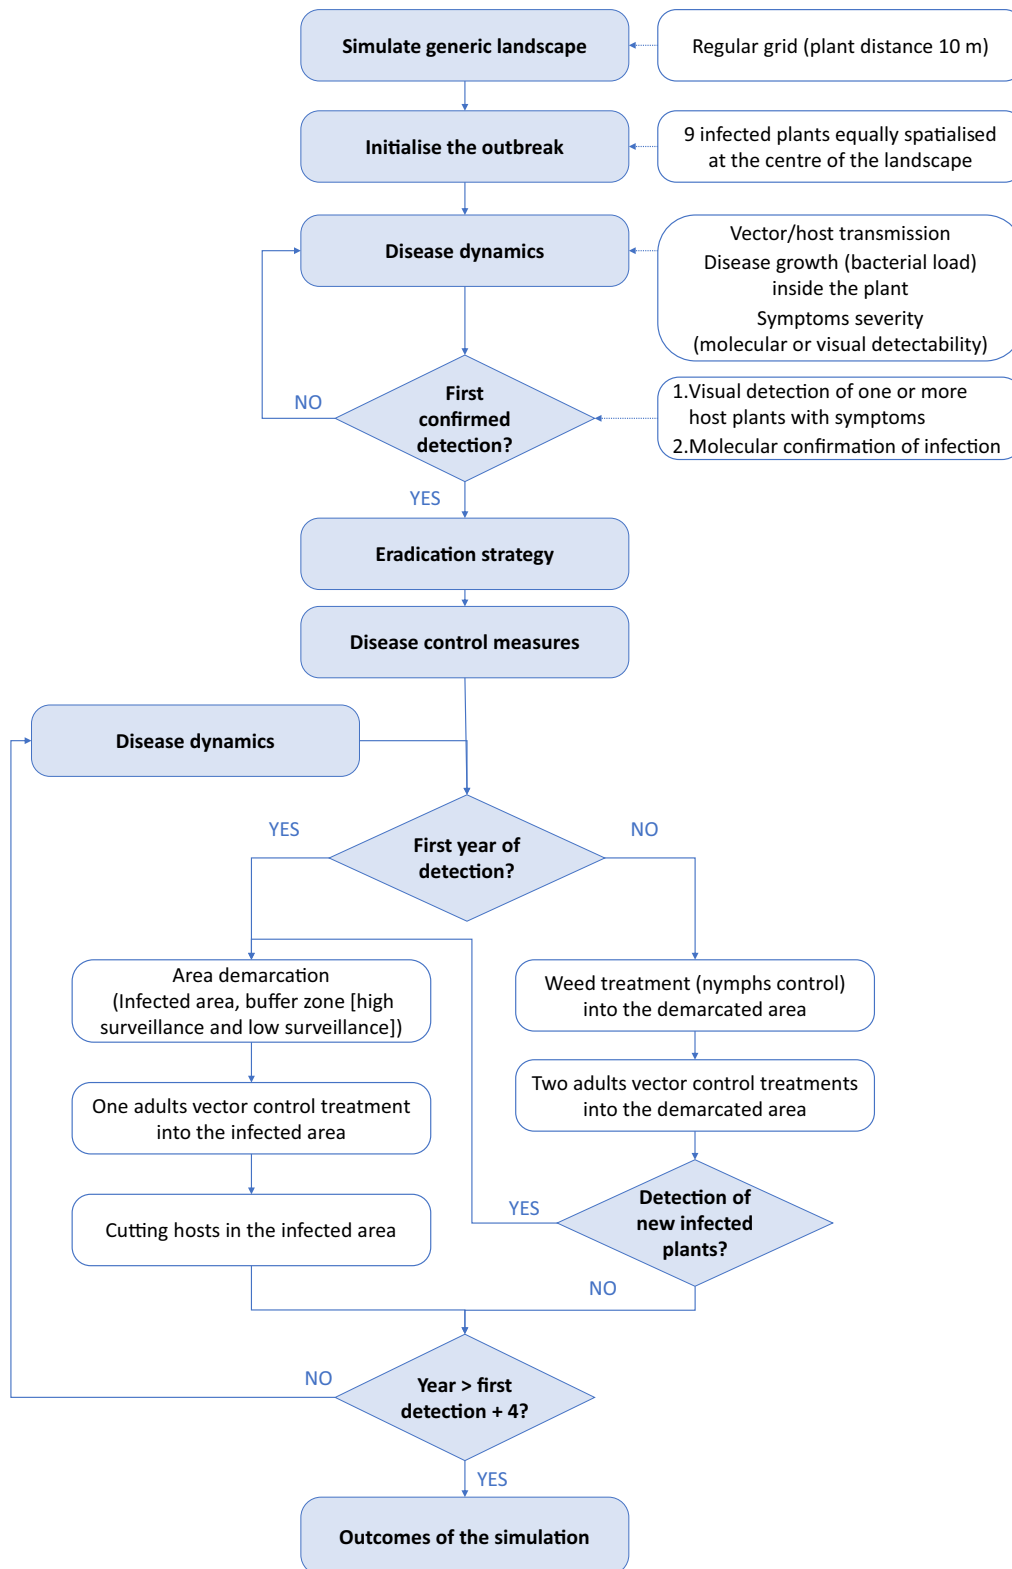 Simulate generic landscape
Regular grid (plant distance 10 m)
Initialise the outbreak
9 infected plants equally spatialised
at the centre of the landscape
Disease dynamics
Vector/host transmission
Disease growth (bacterial load)
inside the plant
Symptoms severity
(molecular or visual detectability)
First
confirmed
detection?
NO
1.Visual detection of one or more
host plants with symptoms
2.Molecular confirmation of infection
YES
Eradication strategy
Disease control measures
Disease dynamics
YES
NO
First year of
detection?
Area demarcation
(Infected area, buffer zone [high
surveillance and low surveillance])
Weed treatment (nymphs control)
into the demarcated area
One adults vector control treatment
into the infected area
Two adults vector control treatments
into the demarcated area
Cutting hosts in the infected area
YES
Detection of
new infected
plants?
NO
NO
Year > first
detection + 4?
YES
Outcomes of the simulation